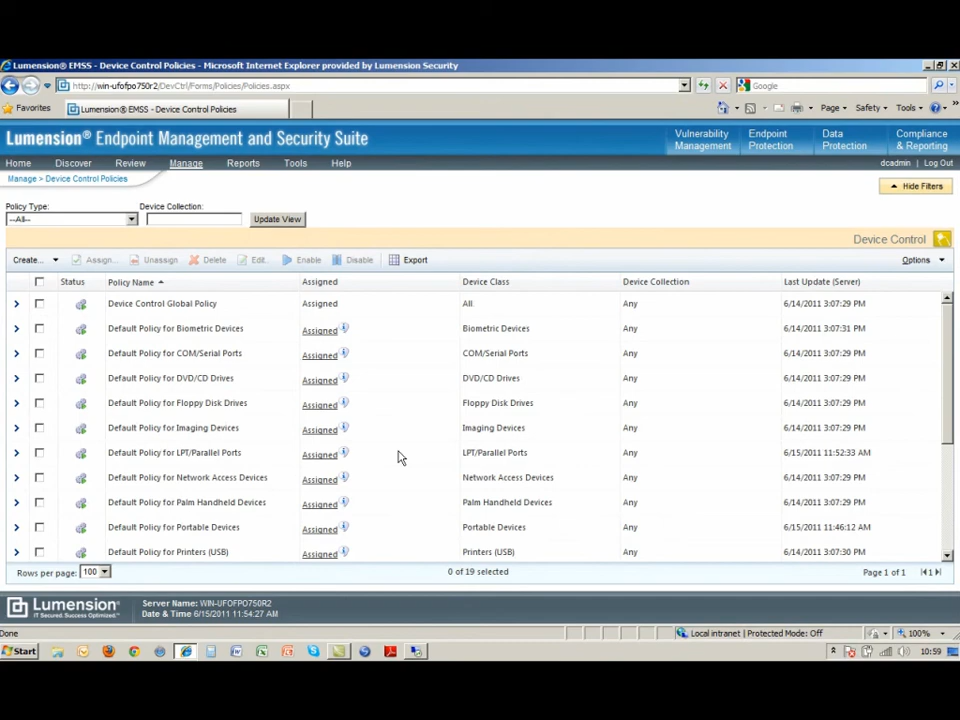 Lumension® EMSS - Device Control Policies - Microsoft Internet Explorer provided by Lumension Security
http://win-ufofpo750r2/DevCtrl/Forms/Policies/Policies.aspx
Google
Favorites
Lumension® EMSS - Device Control Policies
Page
Safety
Tools
Lumension® Endpoint Management and Security Suite
Vulnerability Management
Endpoint Protection
Data Protection
Compliance & Reporting
Home Discover Review Manage Reports Tools Help
dcadmin | Log Out
Manage > Device Control Policies
Hide Filters
Policy Type:
Device Collection:
--All--
Update View
Device Control
Create... Assign... Unassign Delete Edit... Enable Disable Export Options
Status Policy Name Assigned Device Class Device Collection Last Update (Server)
Device Control Global Policy Assigned All Any 6/14/2011 3:07:29 PM
Default Policy for Biometric Devices Assigned Biometric Devices Any 6/14/2011 3:07:31 PM
Default Policy for COM/Serial Ports Assigned COM/Serial Ports Any 6/14/2011 3:07:29 PM
Default Policy for DVD/CD Drives Assigned DVD/CD Drives Any 6/14/2011 3:07:29 PM
Default Policy for Floppy Disk Drives Assigned Floppy Disk Drives Any 6/14/2011 3:07:29 PM
Default Policy for Imaging Devices Assigned Imaging Devices Any 6/14/2011 3:07:29 PM
Default Policy for LPT/Parallel Ports Assigned LPT/Parallel Ports Any 6/15/2011 11:52:33 AM
Default Policy for Network Access Devices Assigned Network Access Devices Any 6/14/2011 3:07:29 PM
Default Policy for Palm Handheld Devices Assigned Palm Handheld Devices Any 6/14/2011 3:07:29 PM
Default Policy for Portable Devices Assigned Portable Devices Any 6/15/2011 11:46:12 AM
Default Policy for Printers (USB) Assigned Printers (USB) Any 6/14/2011 3:07:30 PM
Rows per page: 100
0 of 19 selected
Page 1 of 1
1
Lumension®
IT Secured. Success Optimized.™
Server Name: WIN-UFOFPO750R2
Date & Time 6/15/2011 11:54:27 AM
Done
Local intranet | Protected Mode: Off
100%
Start
10:59